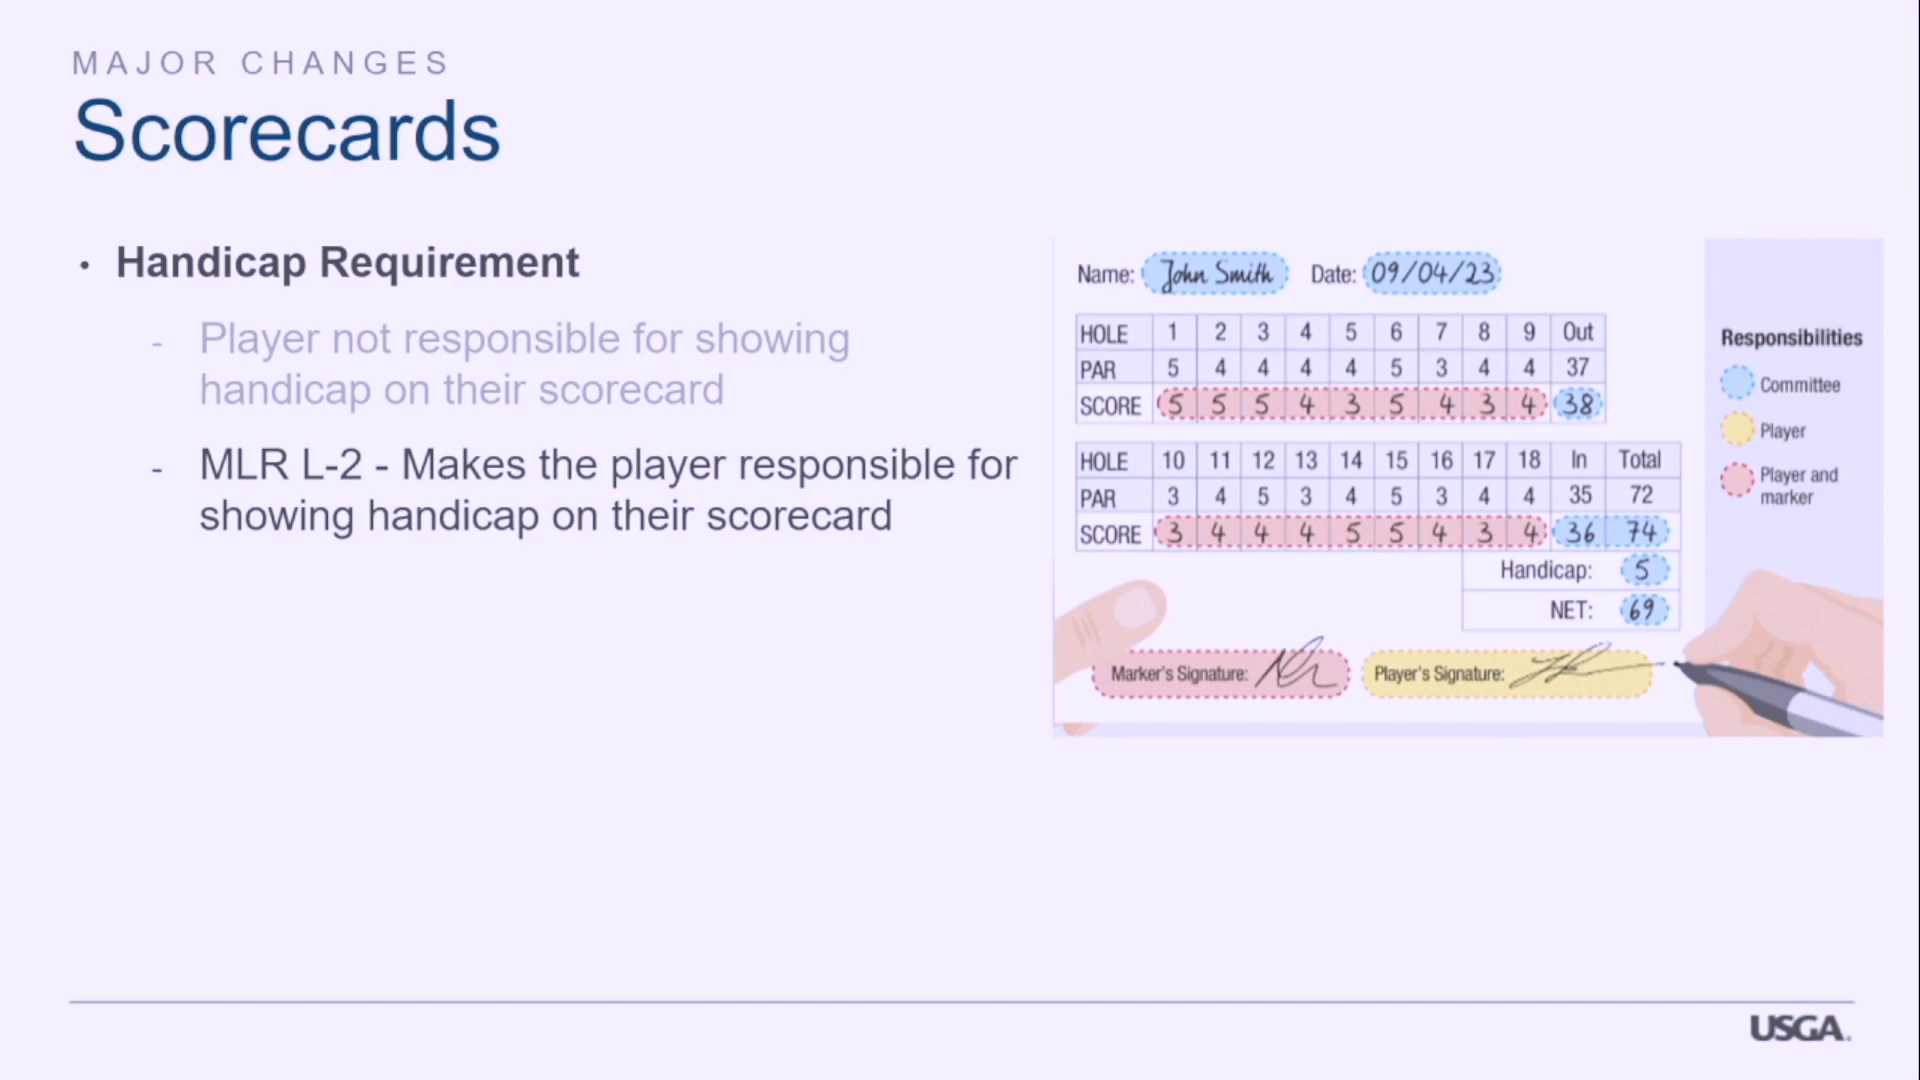 MAJOR CHANGES
Scorecards
• Handicap Requirement
- Player not responsible for showing
handicap on their scorecard
- MLR L-2 - Makes the player responsible for
showing handicap on their scorecard
Name: John Smith Date: 09/04/23
HOLE 1 2 3 4 5 6 7 8 9 Out
PAR 5 4 4 4 4 5 3 4 4 37
SCORE 5 5 5 4 3 5 4 3 4 38
HOLE 10 11 12 13 14 15 16 17 18 In Total
PAR 3 4 5 3 4 5 3 4 4 35 72
SCORE 3 4 4 4 5 5 4 3 4 36 74
Handicap: 5
NET: 69
Marker's Signature:
Player's Signature:
Responsibilities
Committee
Player
Player and
marker
USGA.